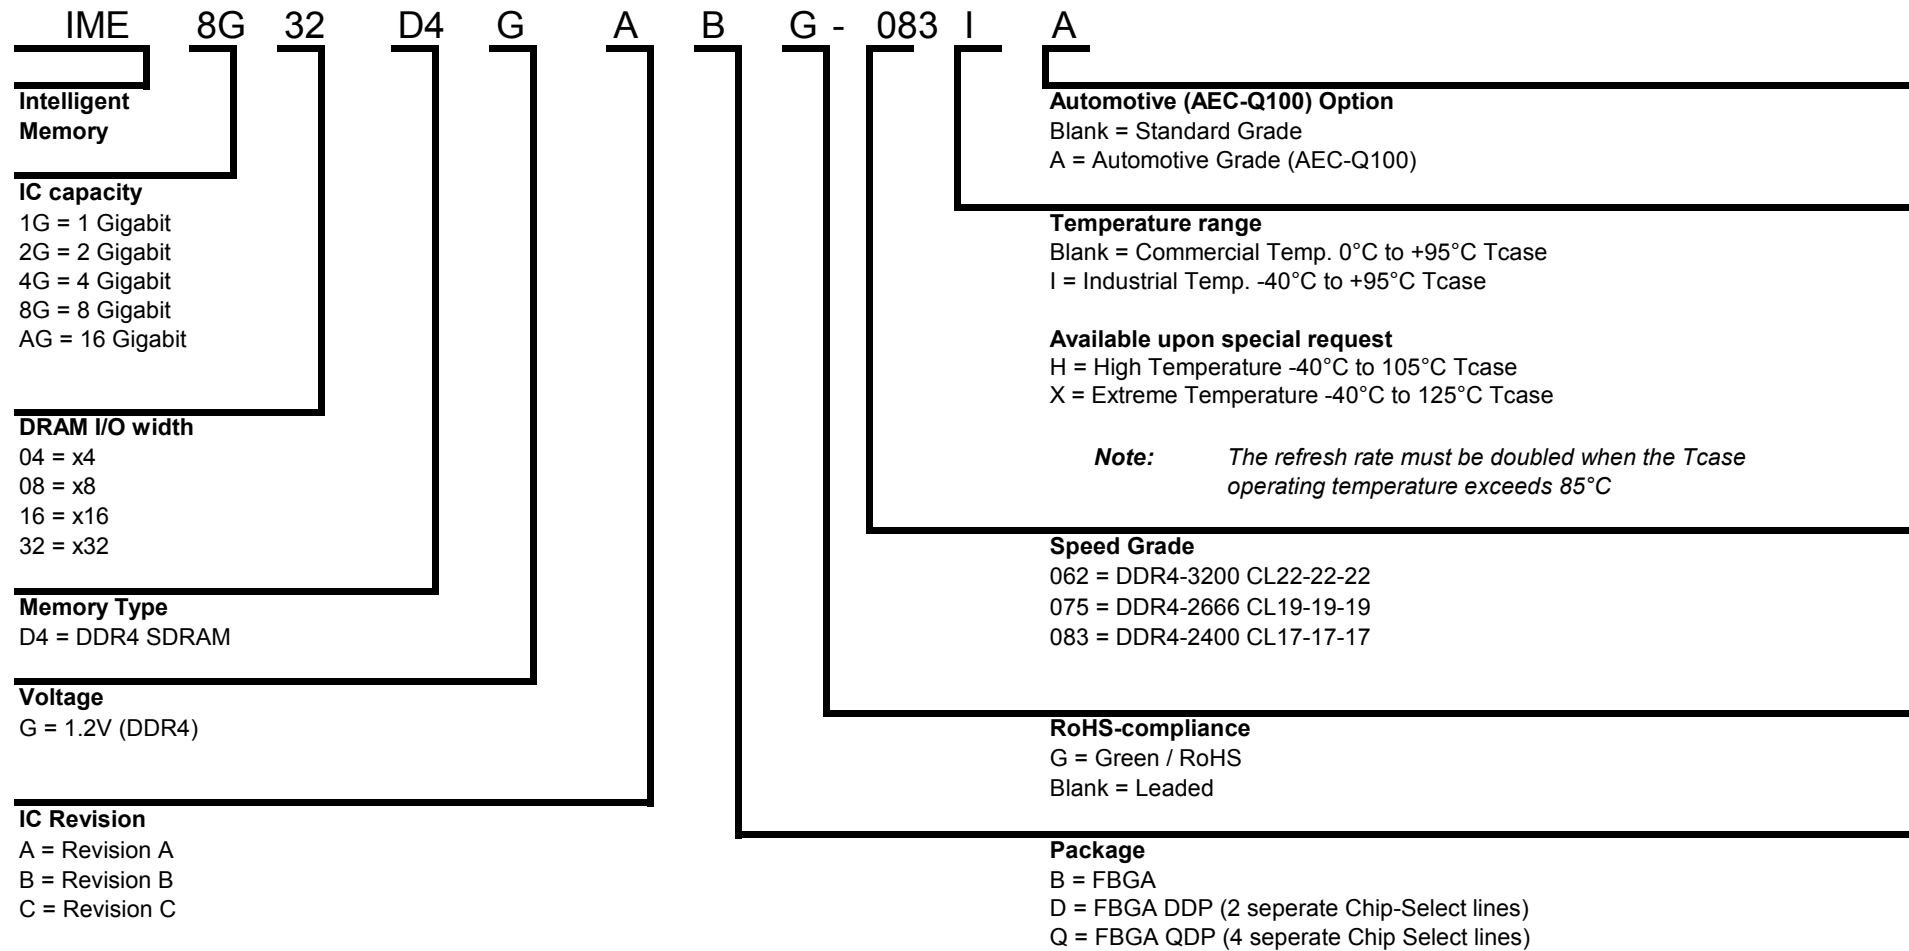 IME 8G 32 D4 G A B G - 083 I A
Intelligent
Memory
IC capacity
1G = 1 Gigabit
2G = 2 Gigabit
4G = 4 Gigabit
8G = 8 Gigabit
AG = 16 Gigabit
DRAM I/O width
04 = x4
08 = x8
16 = x16
32 = x32
Memory Type
D4 = DDR4 SDRAM
Voltage
G = 1.2V (DDR4)
IC Revision
A = Revision A
B = Revision B
C = Revision C
Automotive (AEC-Q100) Option
Blank = Standard Grade
A = Automotive Grade (AEC-Q100)
Temperature range
Blank = Commercial Temp. 0°C to +95°C Tcase
I = Industrial Temp. -40°C to +95°C Tcase
Available upon special request
H = High Temperature -40°C to 105°C Tcase
X = Extreme Temperature -40°C to 125°C Tcase
Note: The refresh rate must be doubled when the Tcase
operating temperature exceeds 85°C
Speed Grade
062 = DDR4-3200 CL22-22-22
075 = DDR4-2666 CL19-19-19
083 = DDR4-2400 CL17-17-17
RoHS-compliance
G = Green / RoHS
Blank = Leaded
Package
B = FBGA
D = FBGA DDP (2 seperate Chip-Select lines)
Q = FBGA QDP (4 seperate Chip Select lines)